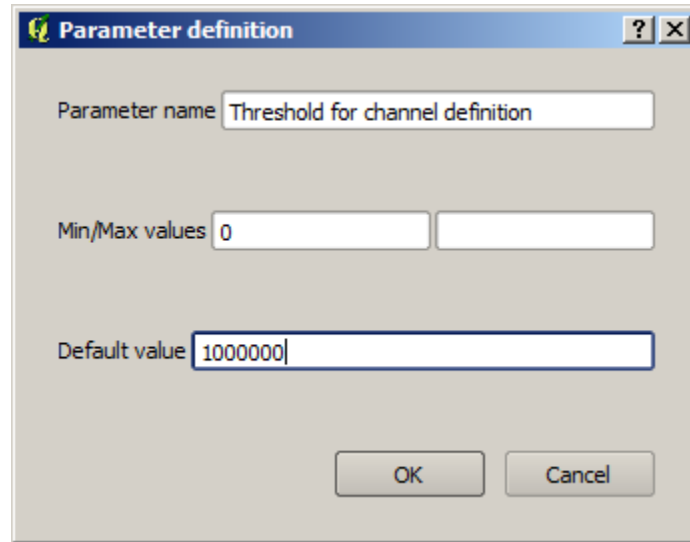 Parameter definition
Parameter name Threshold for channel definition
Min/Max values 0
Default value 1000000
OK Cancel